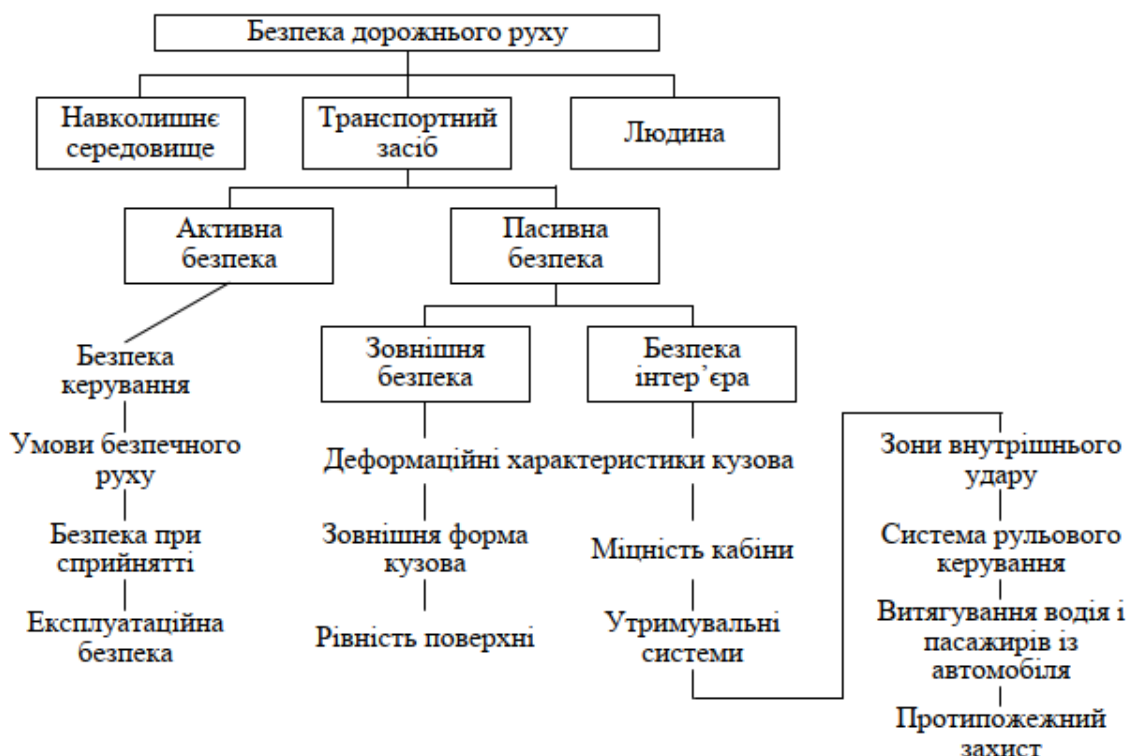 Безпека дорожнього руху
Навколишнє
середовище
Транспортний
засіб
Людина
Активна
безпека
Пасивна
безпека
Безпека
керування
Зовнішня
безпека
Безпека
інтер’єра
Умови безпечного
руху
Деформаційні характеристики кузова
Зони внутрішнього
удару
Безпека при
сприйнятті
Зовнішня форма
кузова
Міцність кабіни
Система рульового
керування
Експлуатаційна
безпека
Рівність поверхні
Утримувальні
системи
Витягування водія і
пасажирів із
автомобіля
Протипожежний
захист